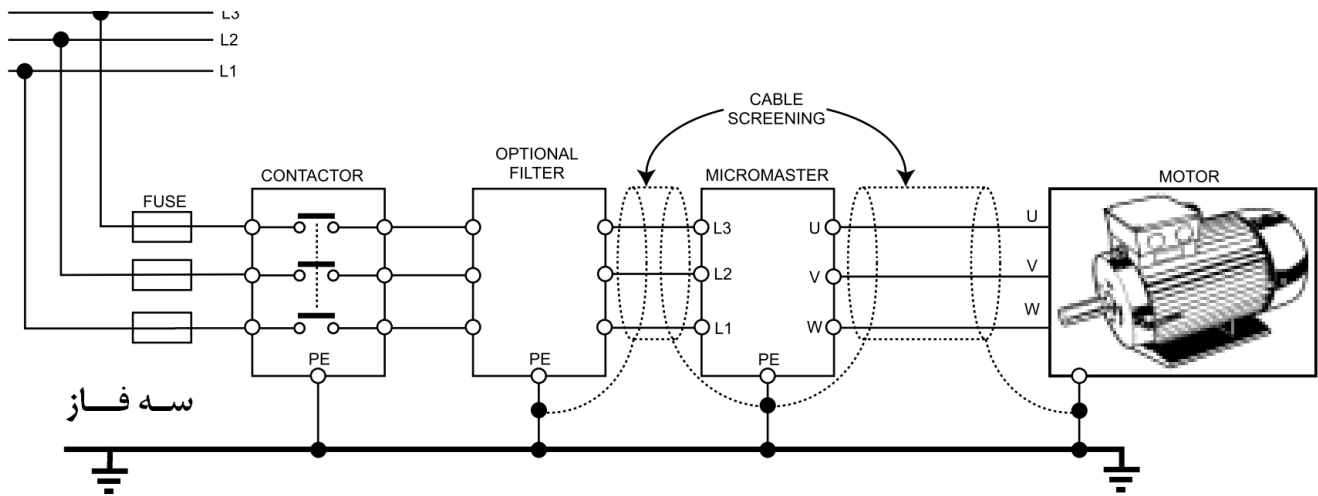 L3
L2
L1
CABLE
SCREENING
OPTIONAL
FILTER
CONTACTOR
MICROMASTER
MOTOR
FUSE
L3
U
U
L2
V
V
L1
W
W
PE
PE
PE
سه فاز